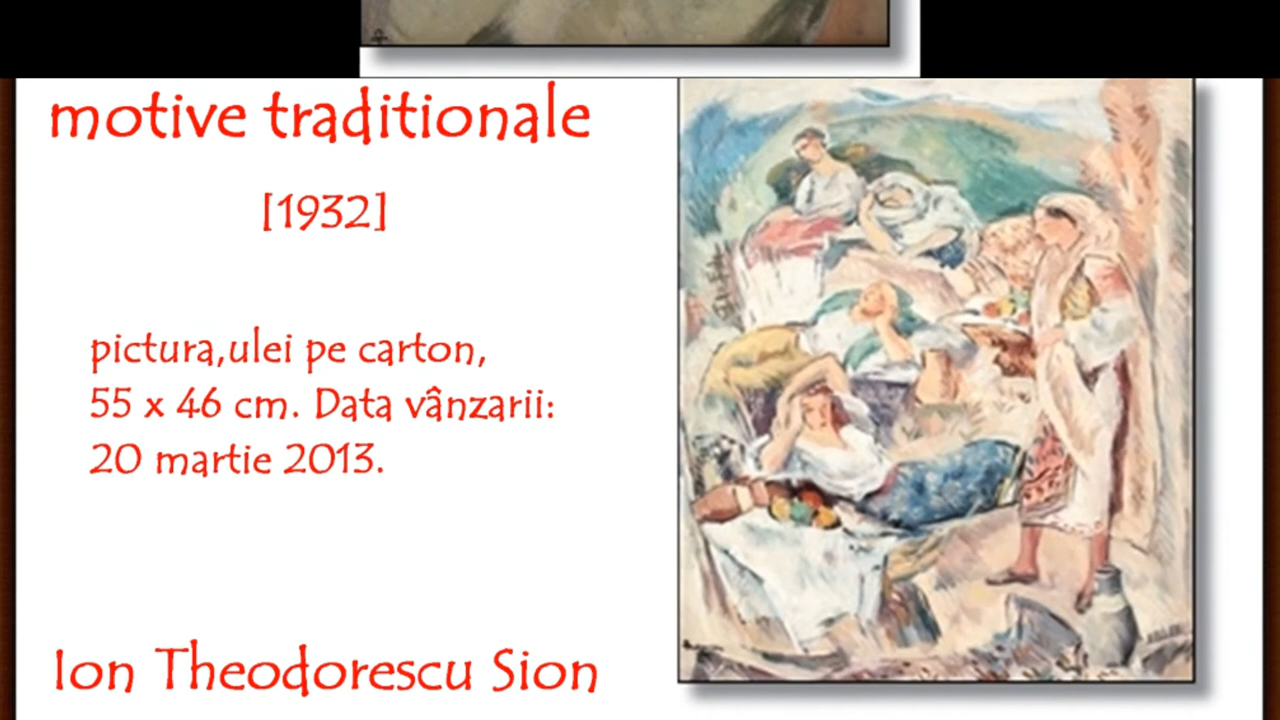 motive traditionale
[1932]
pictura,ulei pe carton,
55 x 46 cm. Data vânzarii:
20 martie 2013.
Ion Theodorescu Sion